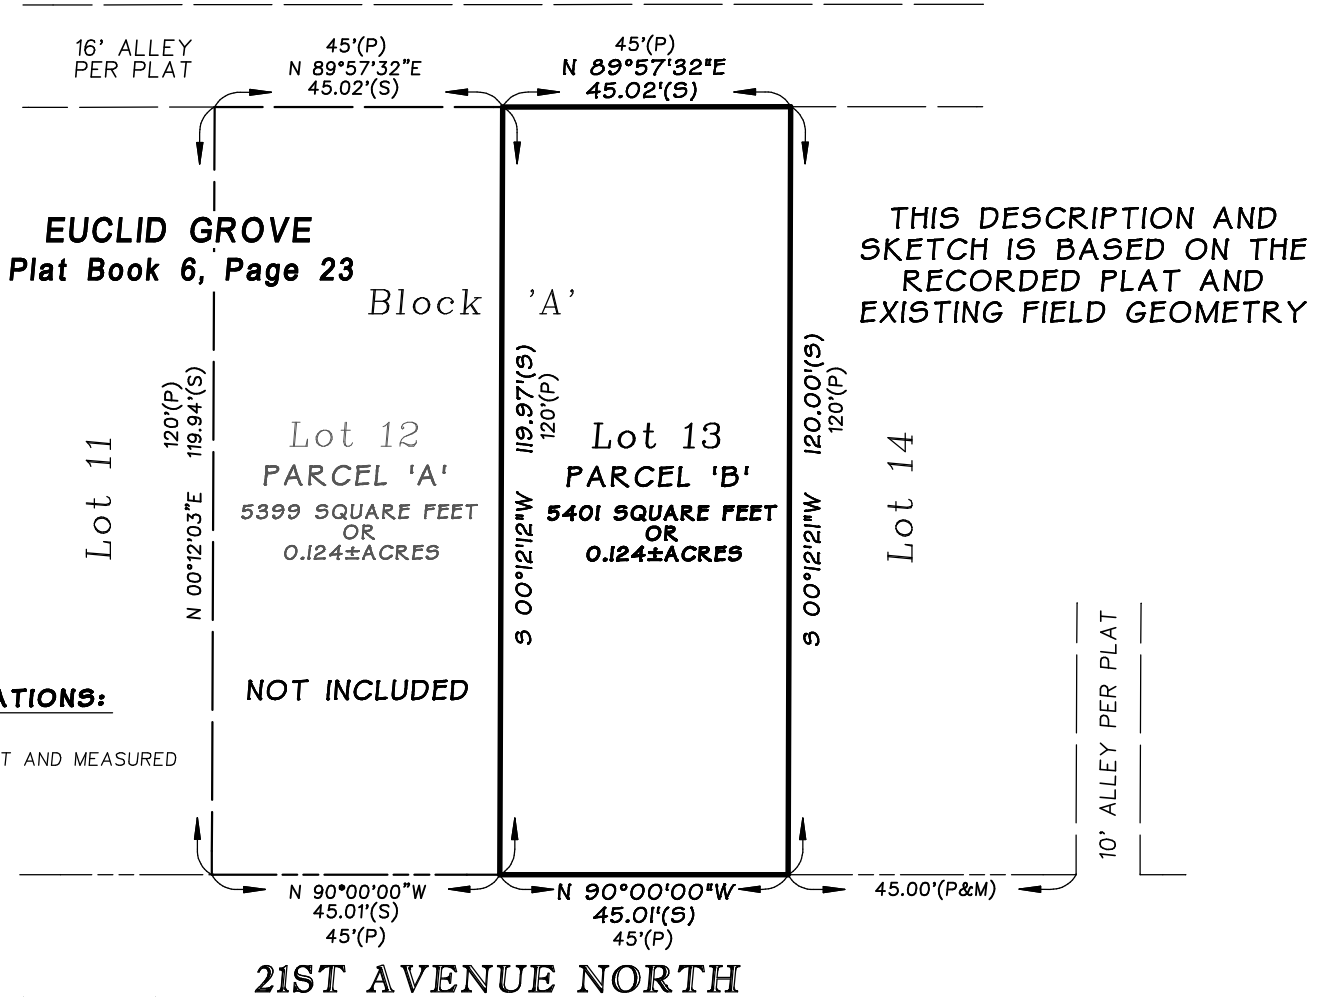 16' ALLEY
PER PLAT
45'(P)
N 89°57'32"E
45.02'(S)
45'(P)
N 89°57'32"E
45.02'(S)
EUCLID GROVE
Plat Book 6, Page 23
Block 'A'
THIS DESCRIPTION AND
SKETCH IS BASED ON THE
RECORDED PLAT AND
EXISTING FIELD GEOMETRY
Lot 11
120'(P)
N 00°12'03"E 119.94'(S)
Lot 12
PARCEL 'A'
5399 SQUARE FEET
OR
0.124±ACRES
NOT INCLUDED
S 00°12'12"W 119.97'(S)
120'(P)
Lot 13
PARCEL 'B'
5401 SQUARE FEET
OR
0.124±ACRES
S 00°12'21"W 120.00'(S)
120'(P)
Lot 14
10' ALLEY PER PLAT
ATIONS:
T AND MEASURED
N 90°00'00"W
45.01'(S)
45'(P)
N 90°00'00"W
45.01'(S)
45'(P)
45.00'(P&M)
21ST AVENUE NORTH